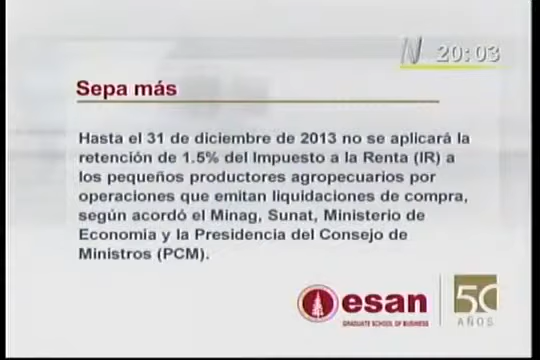 N 20:03
Sepa más
Hasta el 31 de diciembre de 2013 no se aplicará la
retención de 1.5% del Impuesto a la Renta (IR) a
los pequeños productores agropecuarios por
operaciones que emitan liquidaciones de compra,
según acordó el Minag, Sunat, Ministerio de
Economia y la Presidencia del Consejo de
Ministros (PCM).
esan
GRADUATE SCHOOL OF BUSINESS
50
AÑOS